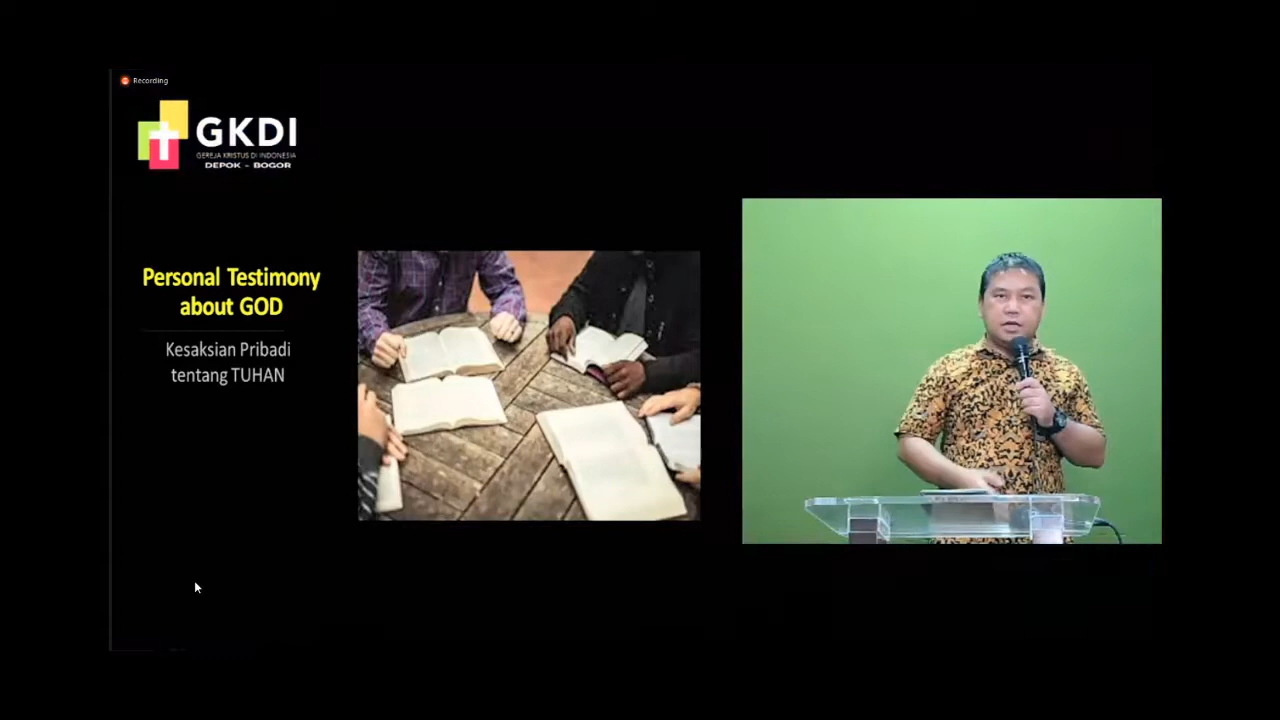 Recording
GKDI
GEREJA KRISTUS DI INDONESIA
DEPOK - BOGOR
Personal Testimony
about GOD
Kesaksian Pribadi
tentang TUHAN